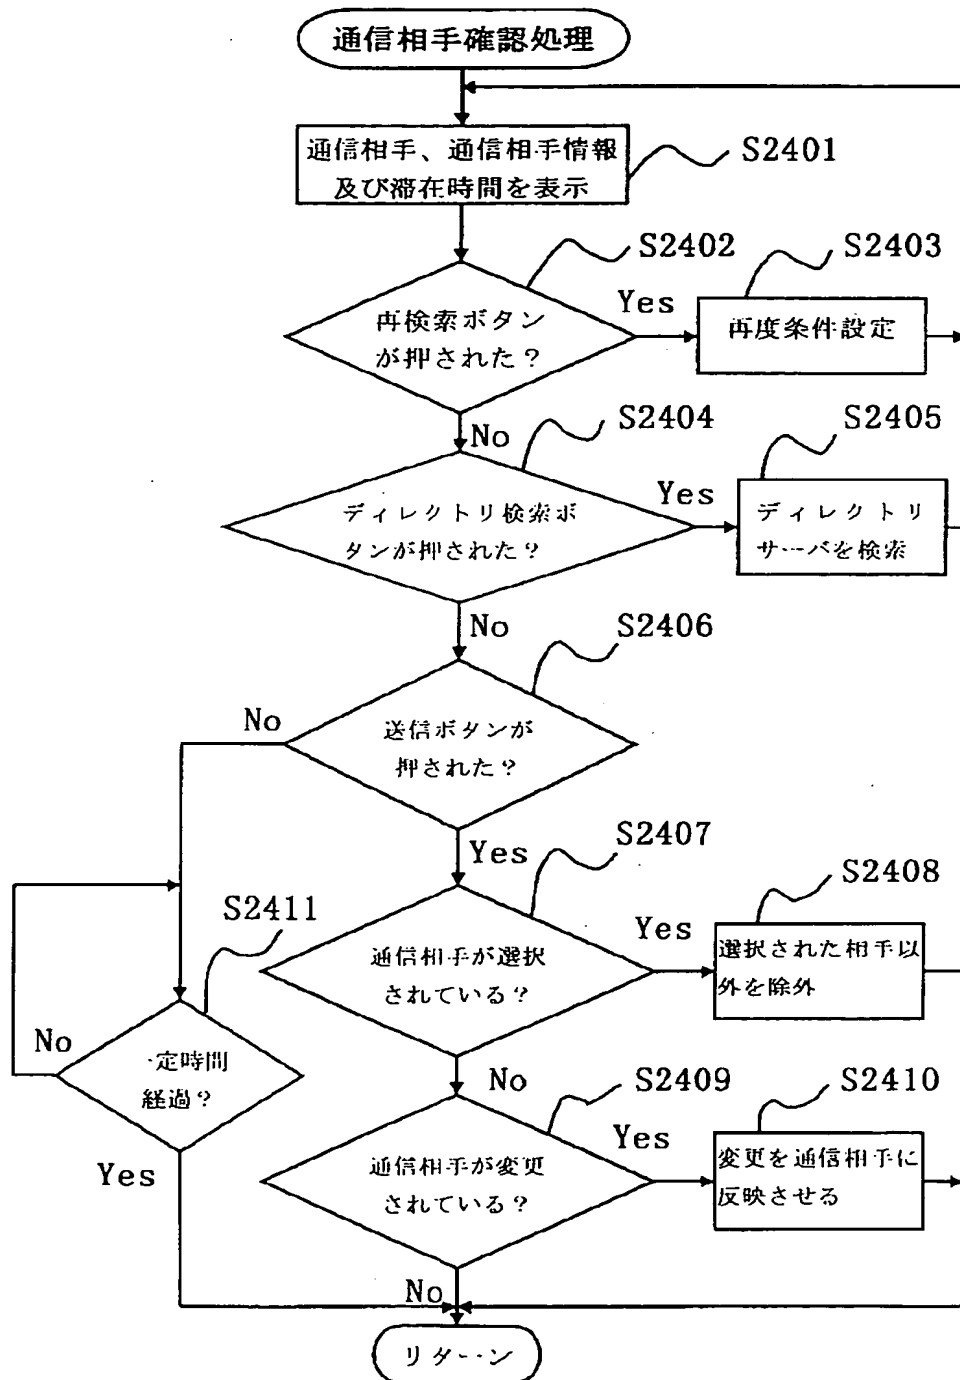 通信相手確認処理
通信相手、通信相手情報
及び滞在時間を表示
S2401
S2402
再検索ボタン
が押された？
Yes
S2403
再度条件設定
No
S2404
ディレクトリ検索ボ
タンが押された？
Yes
S2405
ディレクトリ
サーバを検索
No
S2406
送信ボタンが
押された？
No
Yes
S2407
通信相手が選択
されている？
Yes
S2408
選択された相手以
外を除外
S2411
一定時間
経過？
No
Yes
No
S2409
通信相手が変更
されている？
Yes
S2410
変更を通信相手に
反映させる
No
リターン